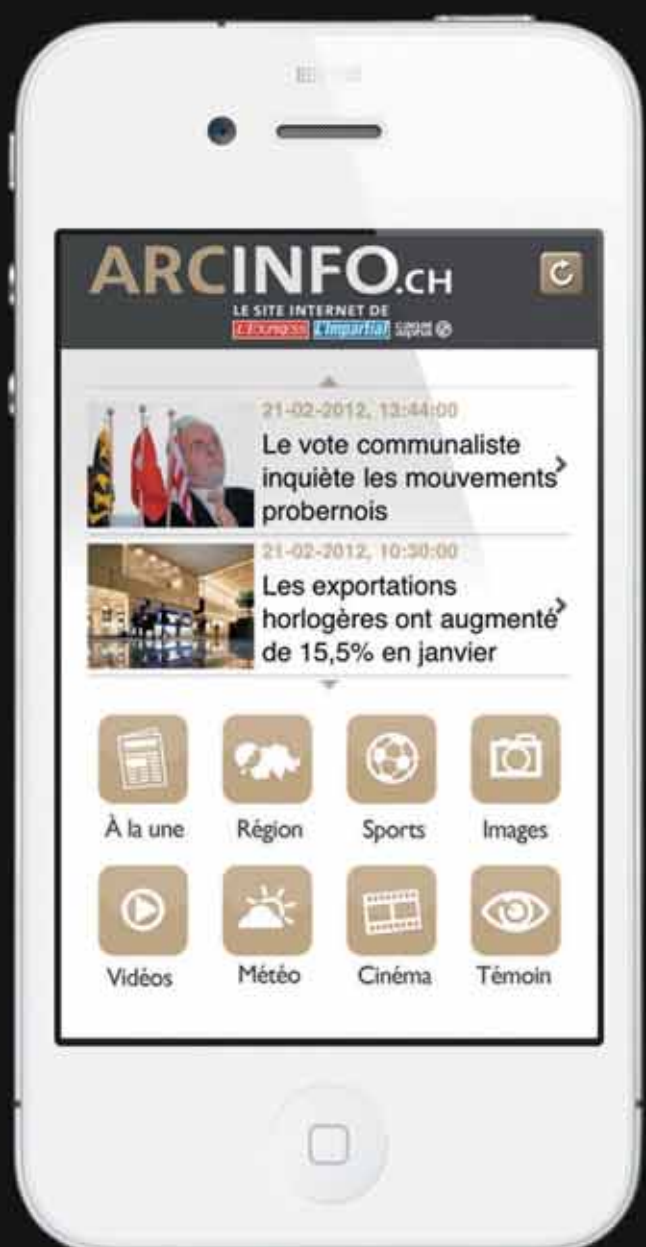 ARCINFO.CH
LE SITE INTERNET DE
L'EXPRESS L'Impartial
21-02-2012, 13:44:00
Le vote communaliste
inquiète les mouvements
probernois
21-02-2012, 10:30:00
Les exportations
horlogères ont augmenté
de 15,5% en janvier
À la une Région Sports Images
Vidéos Météo Cinéma Témoin